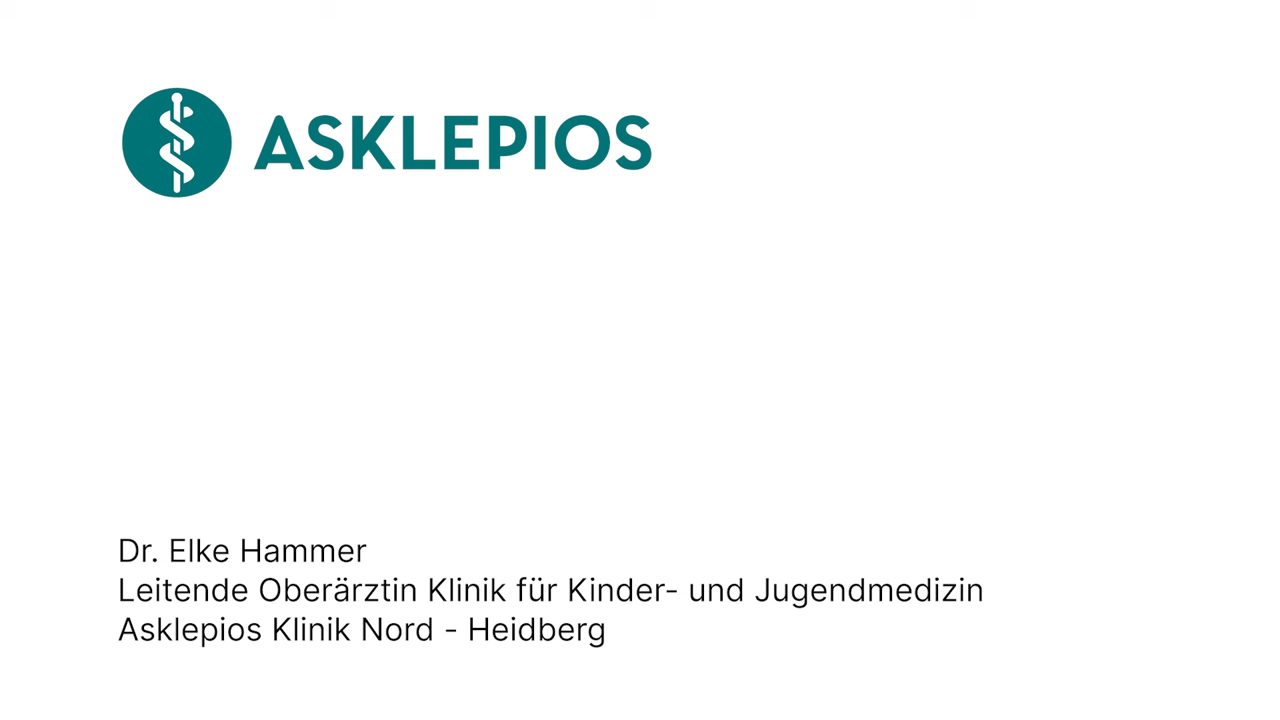 ASKLEPIOS
Dr. Elke Hammer
Leitende Oberärztin Klinik für Kinder- und Jugendmedizin
Asklepios Klinik Nord - Heidberg